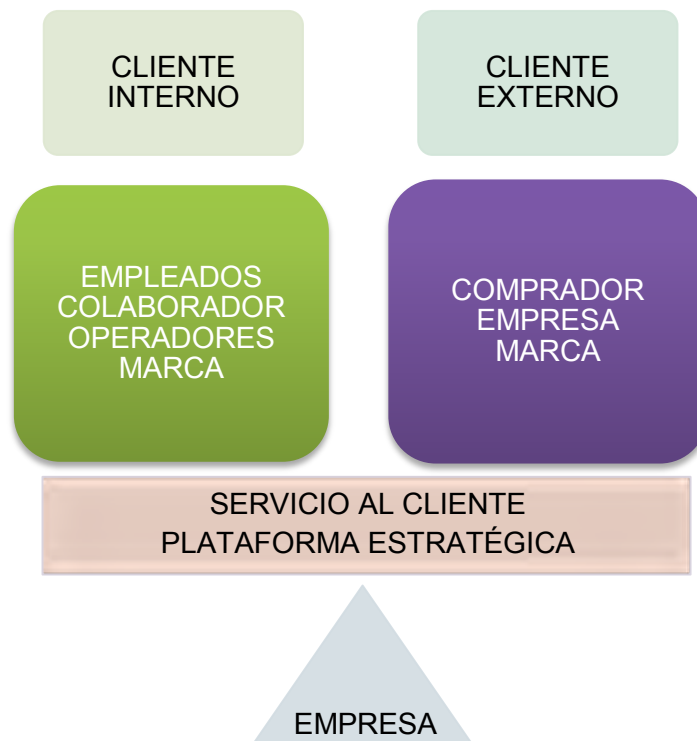 CLIENTE
INTERNO
CLIENTE
EXTERNO
EMPLEADOS
COLABORADOR
OPERADORES
MARCA
COMPRADOR
EMPRESA
MARCA
SERVICIO AL CLIENTE
PLATAFORMA ESTRATÉGICA
EMPRESA